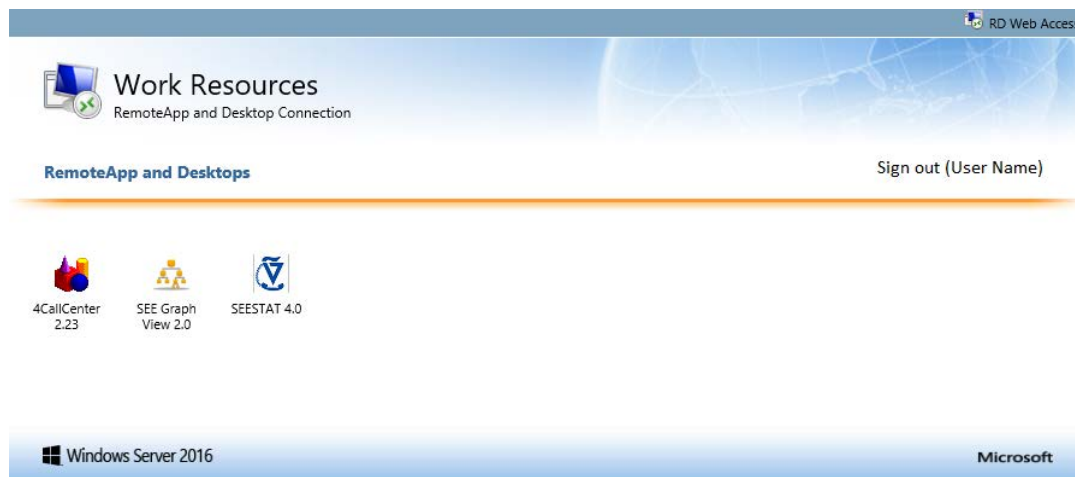 RD Web Access
Work Resources
RemoteApp and Desktop Connection
RemoteApp and Desktops
Sign out (User Name)
4CallCenter
2.23
SEE Graph
View 2.0
SEESTAT 4.0
Windows Server 2016
Microsoft